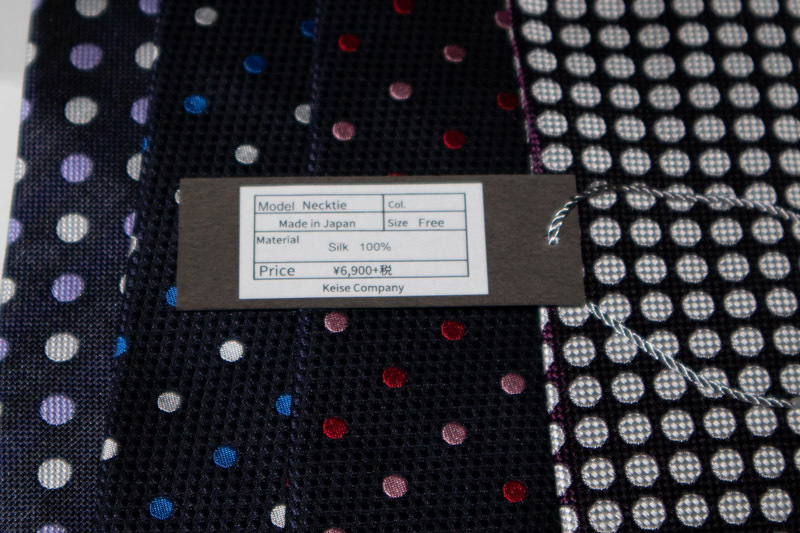 Model Necktie Col.
Made in Japan Size Free
Material
Silk 100%
Price ¥6,900+税
Keise Company